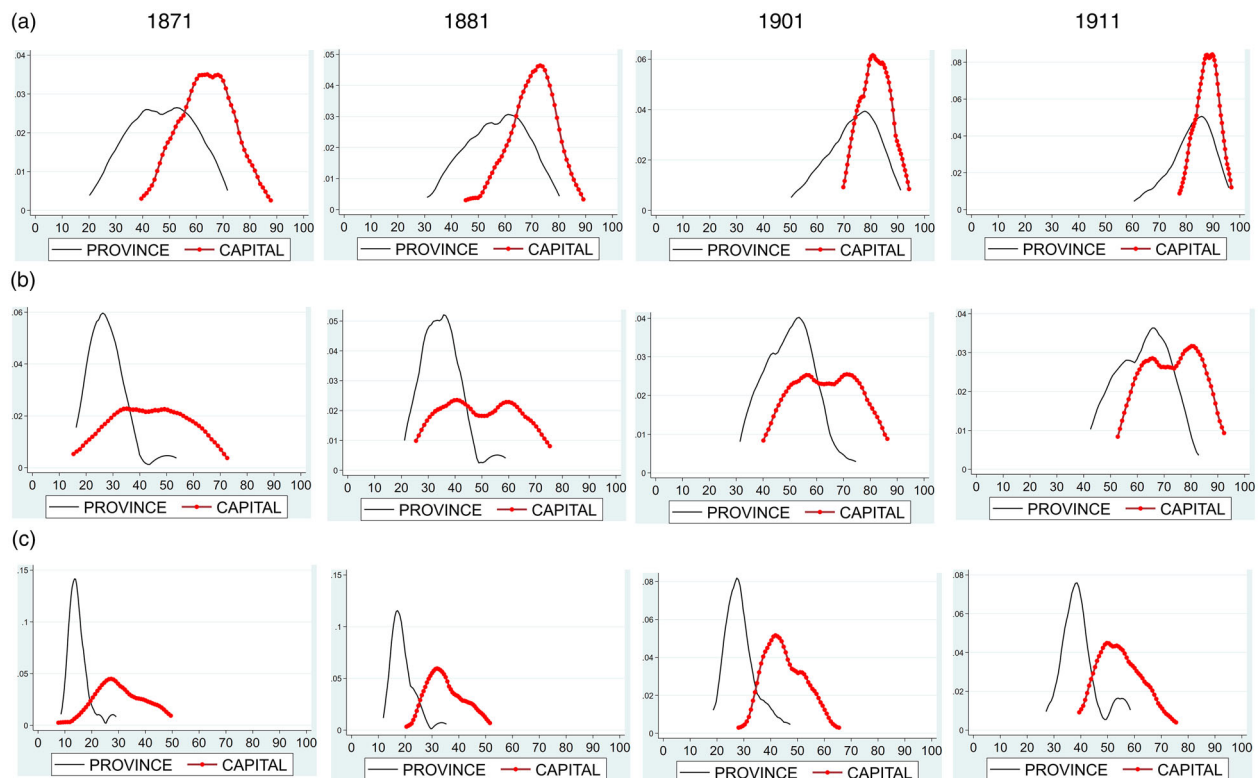 (a) 1871 1881 1901 1911
.04 .03 .02 .01 0
0 10 20 30 40 50 60 70 80 90 100
PROVINCE CAPITAL
.05 .04 .03 .02 .01 0
0 10 20 30 40 50 60 70 80 90 100
PROVINCE CAPITAL
.06 .04 .02 0
0 10 20 30 40 50 60 70 80 90 100
PROVINCE CAPITAL
.08 .06 .04 .02 0
0 10 20 30 40 50 60 70 80 90 100
PROVINCE CAPITAL
(b)
.06 .04 .02 0
0 10 20 30 40 50 60 70 80 90 100
PROVINCE CAPITAL
.05 .04 .03 .02 .01 0
0 10 20 30 40 50 60 70 80 90 100
PROVINCE CAPITAL
.04 .03 .02 .01 0
0 10 20 30 40 50 60 70 80 90 100
PROVINCE CAPITAL
.04 .03 .02 .01 0
0 10 20 30 40 50 60 70 80 90 100
PROVINCE CAPITAL
(c)
.15 .1 .05 0
0 10 20 30 40 50 60 70 80 90 100
PROVINCE CAPITAL
.15 .1 .05 0
0 10 20 30 40 50 60 70 80 90 100
PROVINCE CAPITAL
.08 .06 .04 .02 0
0 10 20 30 40 50 60 70 80 90 100
PROVINCE CAPITAL
.08 .06 .04 .02 0
0 10 20 30 40 50 60 70 80 90 100
PROVINCE CAPITAL